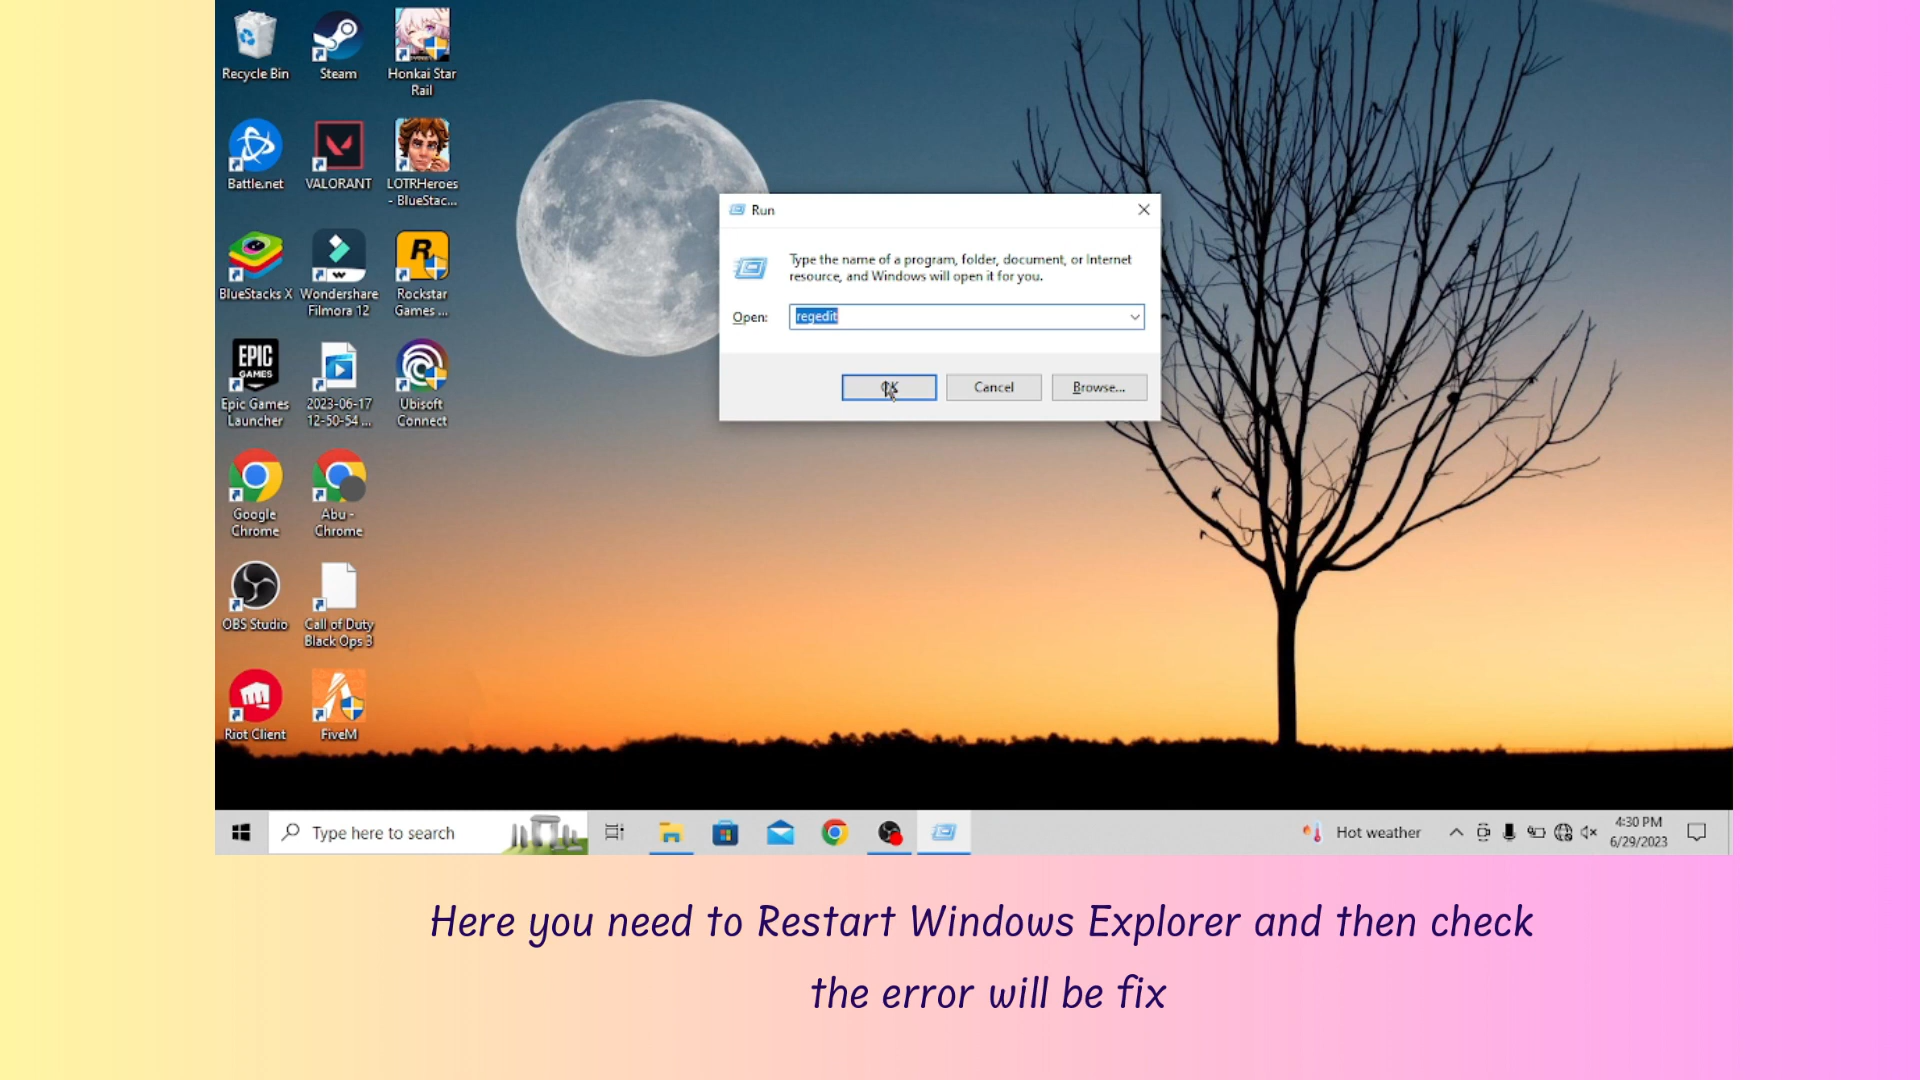 Recycle Bin
Steam
Honkai Star
Rail
Battle.net
VALORANT
LOTRHeroes
- BlueStac...
BlueStacks X
Wondershare
Filmora 12
R
Rockstar
Games ...
EPIC
GAMES
Epic Games
Launcher
2023-06-17
12-50-54 ...
Ubisoft
Connect
Google
Chrome
Abu -
Chrome
OBS Studio
Call of Duty
Black Ops 3
Riot Client
FiveM
Run
Type the name of a program, folder, document, or Internet
resource, and Windows will open it for you.
Open:
regedit
OK
Cancel
Browse...
Type here to search
Hot weather
4:30 PM
6/29/2023
Here you need to Restart Windows Explorer and then check
the error will be fix